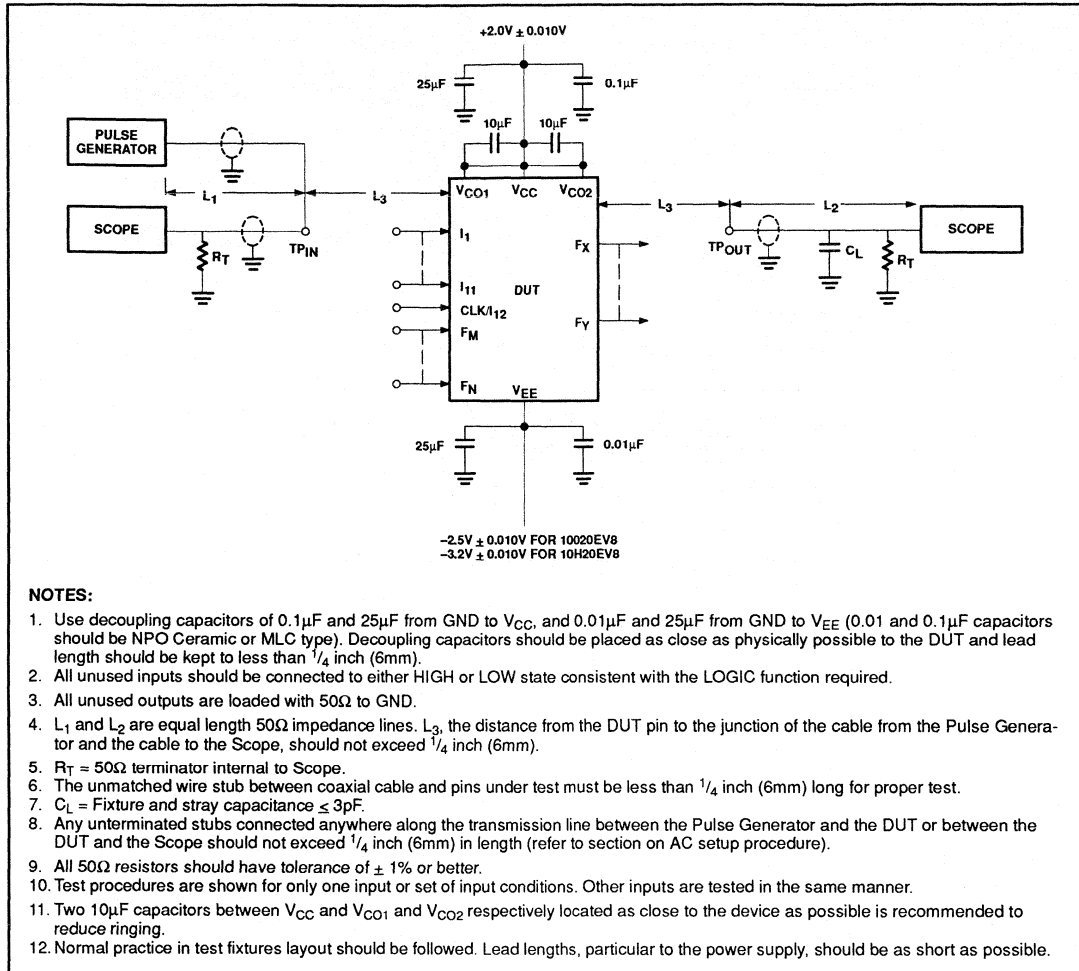 +2.0V ± 0.010V
25µF
0.1µF
10µF
10µF
PULSE
GENERATOR
L1
L3
VCO1
VCC
VCO2
L3
L2
SCOPE
RT
TPIN
I1
FX
TPOUT
CL
RT
SCOPE
I11
DUT
CLK/I12
FM
FY
FN
VEE
25µF
0.01µF
–2.5V ± 0.010V FOR 10020EV8
–3.2V ± 0.010V FOR 10H20EV8
NOTES:
1. Use decoupling capacitors of 0.1µF and 25µF from GND to VCC, and 0.01µF and 25µF from GND to VEE (0.01 and 0.1µF capacitors
should be NPO Ceramic or MLC type). Decoupling capacitors should be placed as close as physically possible to the DUT and lead
length should be kept to less than 1/4 inch (6mm).
2. All unused inputs should be connected to either HIGH or LOW state consistent with the LOGIC function required.
3. All unused outputs are loaded with 50Ω to GND.
4. L1 and L2 are equal length 50Ω impedance lines. L3, the distance from the DUT pin to the junction of the cable from the Pulse Genera-
tor and the cable to the Scope, should not exceed 1/4 inch (6mm).
5. RT = 50Ω terminator internal to Scope.
6. The unmatched wire stub between coaxial cable and pins under test must be less than 1/4 inch (6mm) long for proper test.
7. CL = Fixture and stray capacitance ≤ 3pF.
8. Any unterminated stubs connected anywhere along the transmission line between the Pulse Generator and the DUT or between the
DUT and the Scope should not exceed 1/4 inch (6mm) in length (refer to section on AC setup procedure).
9. All 50Ω resistors should have tolerance of ± 1% or better.
10. Test procedures are shown for only one input or set of input conditions. Other inputs are tested in the same manner.
11. Two 10µF capacitors between VCC and VCO1 and VCO2 respectively located as close to the device as possible is recommended to
reduce ringing.
12. Normal practice in test fixtures layout should be followed. Lead lengths, particular to the power supply, should be as short as possible.